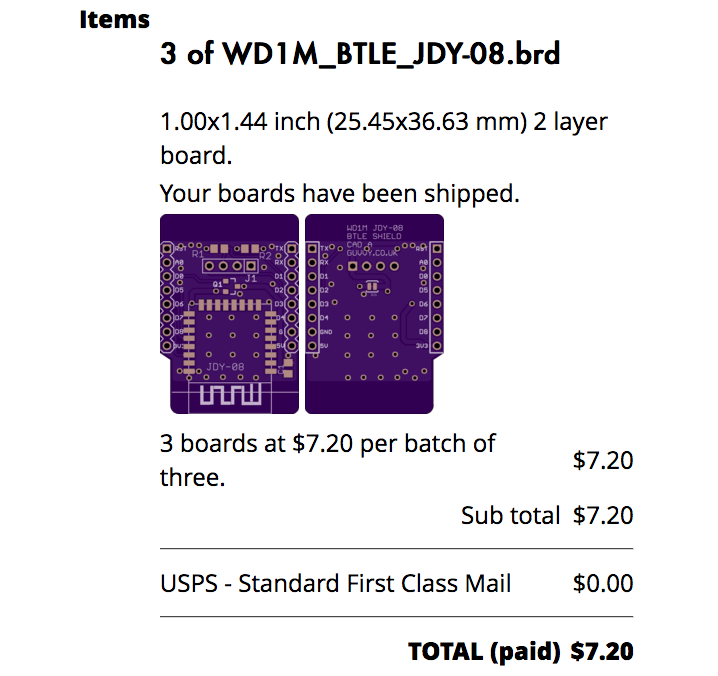 Items
3 of WD1M_BTLE_JDY-08.brd
1.00x1.44 inch (25.45x36.63 mm) 2 layer
board.
Your boards have been shipped.
WD1M JDY-08
BTLE SHIELD
CAD A
GUVVY.CO.UK
RST
TX
R1
R2
TX
RST
A0
RX
RX
A0
D0
J1
D1
D1
D0
D5
Q1
D2
D2
D5
D6
D3
D3
D6
D7
D4
D4
D7
D8
G
GND
D8
3V3
5V
5V
3V3
JDY-08
3 boards at $7.20 per batch of
three.
$7.20
Sub total $7.20
USPS - Standard First Class Mail $0.00
TOTAL (paid) $7.20